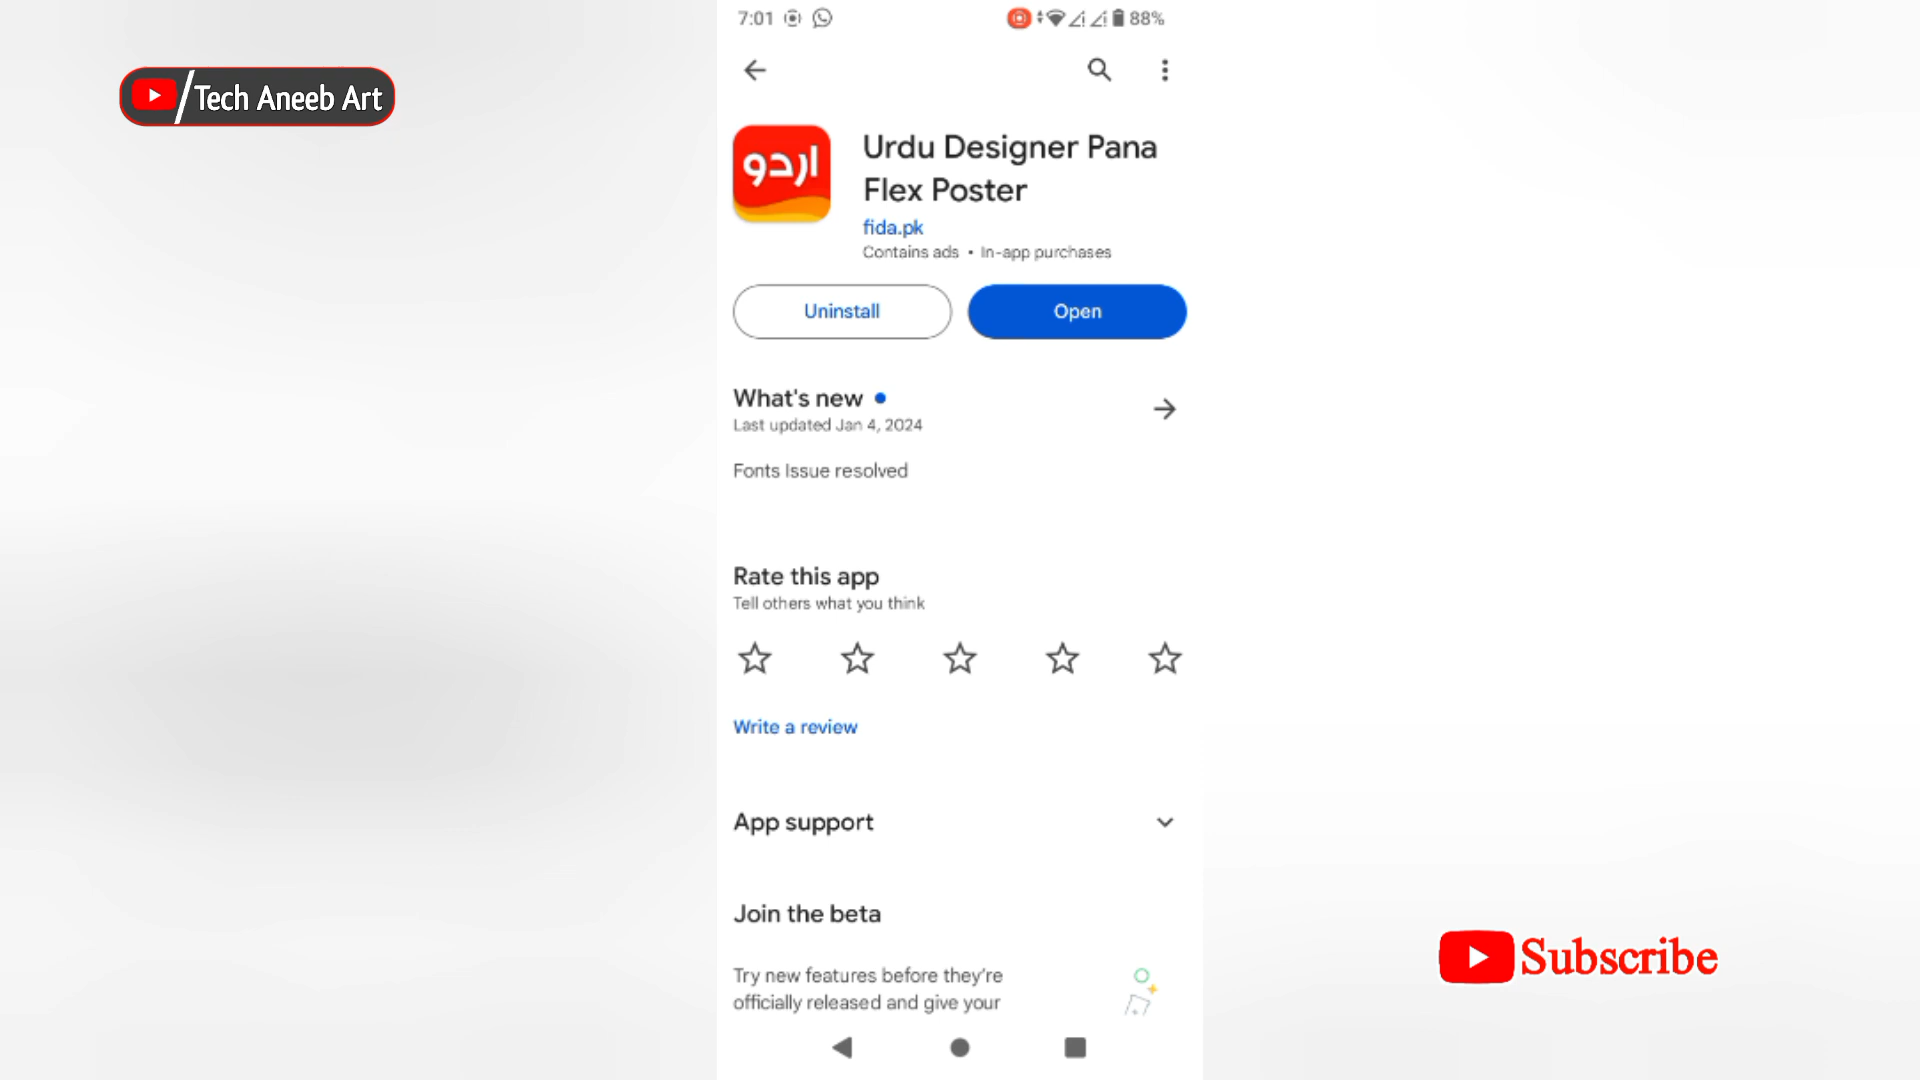 7:01
88%
Tech Aneeb Art
اردو
Urdu Designer Pana
Flex Poster
fida.pk
Contains ads • In-app purchases
Uninstall
Open
What's new
Last updated Jan 4, 2024
Fonts Issue resolved
Rate this app
Tell others what you think
Write a review
App support
Join the beta
Try new features before they're
officially released and give your
Subscribe